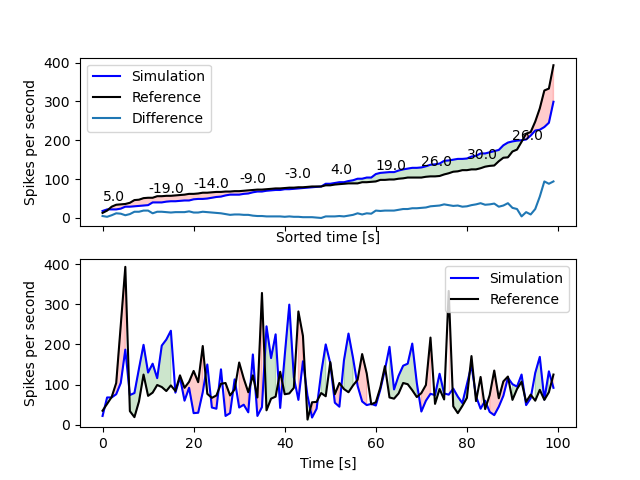 400
300
200
100
0
Spikes per second
Simulation
Reference
Difference
5.0
-19.0
-14.0
-9.0
-3.0
4.0
19.0
26.0
30.0
26.0
Sorted time [s]
400
300
200
100
0
Spikes per second
Simulation
Reference
0 20 40 60 80 100
Time [s]